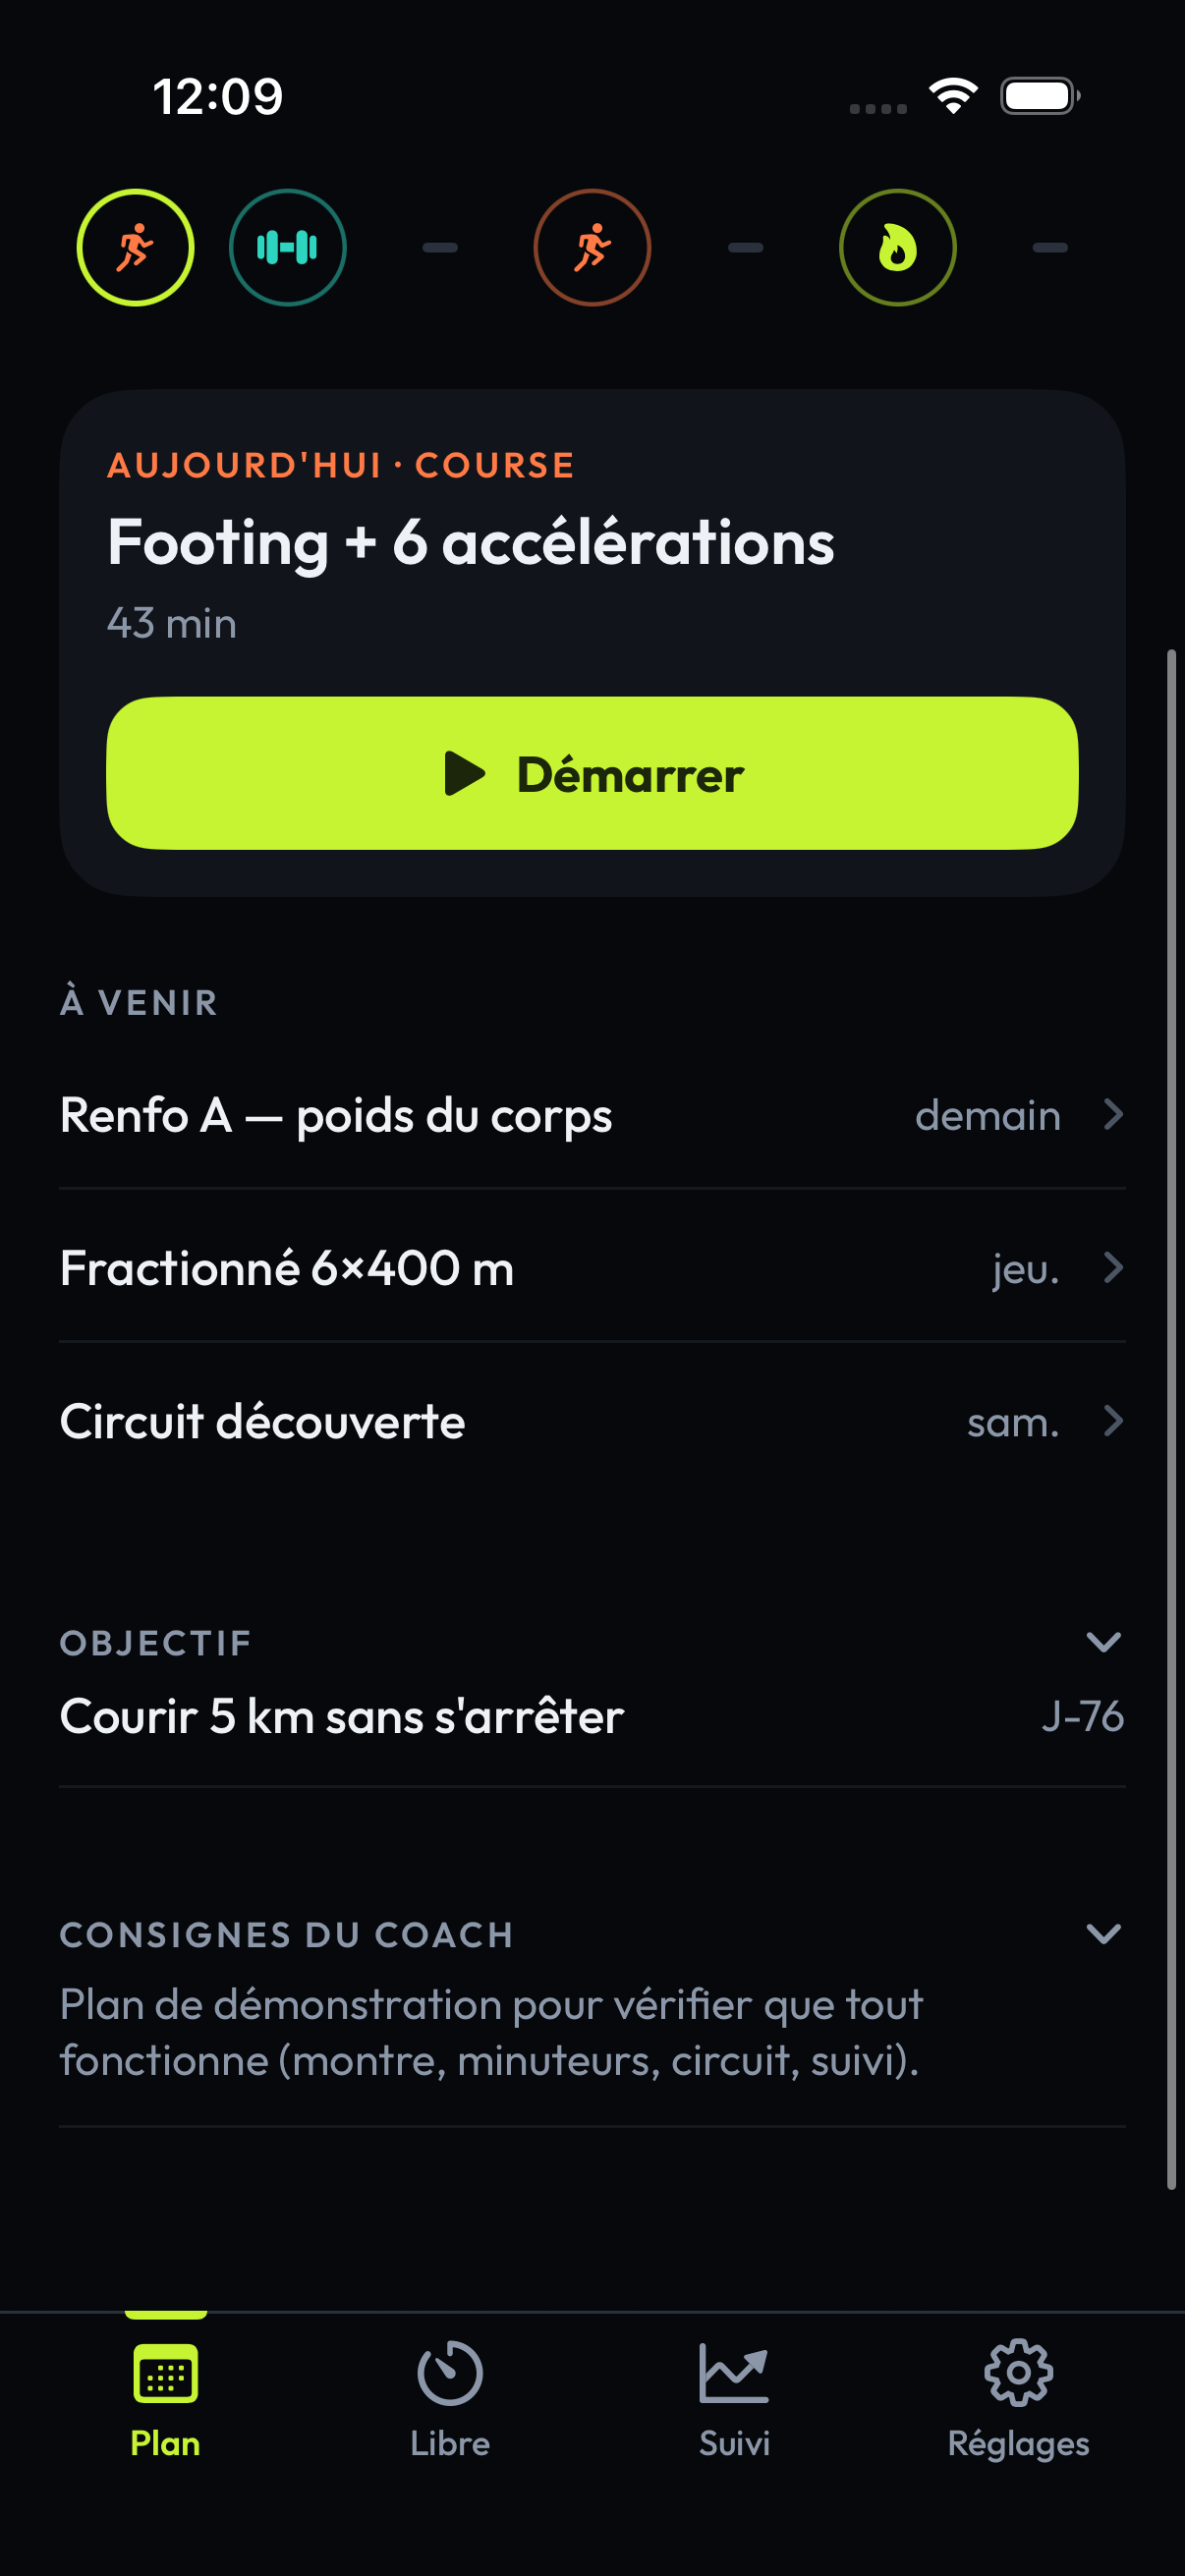 12:09
AUJOURD'HUI · COURSE
Footing + 6 accélérations
43 min
Démarrer
À VENIR
Renfo A — poids du corps demain
Fractionné 6×400 m jeu.
Circuit découverte sam.
OBJECTIF
Courir 5 km sans s'arrêter J-76
CONSIGNES DU COACH
Plan de démonstration pour vérifier que tout
fonctionne (montre, minuteurs, circuit, suivi).
Plan Libre Suivi Réglages